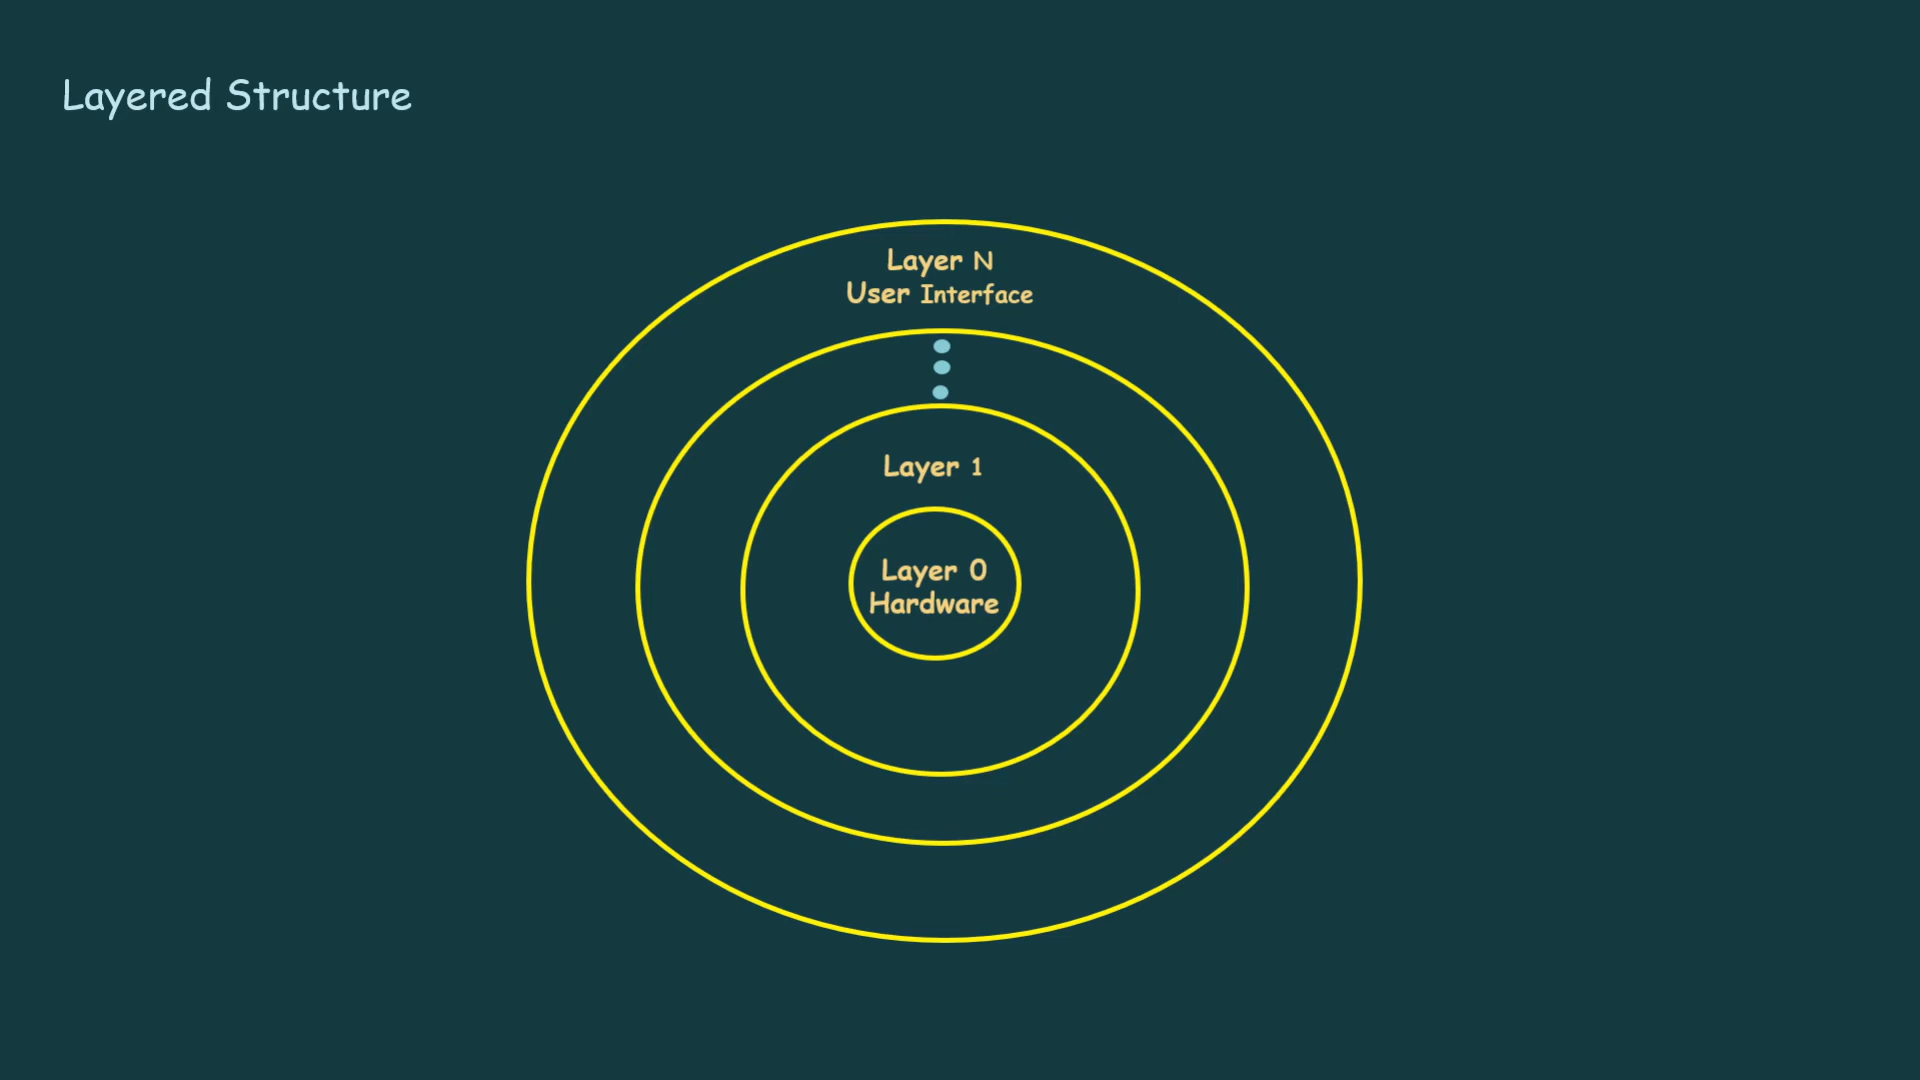 Layered Structure
Layer N
User Interface
Layer 1
Layer 0
Hardware